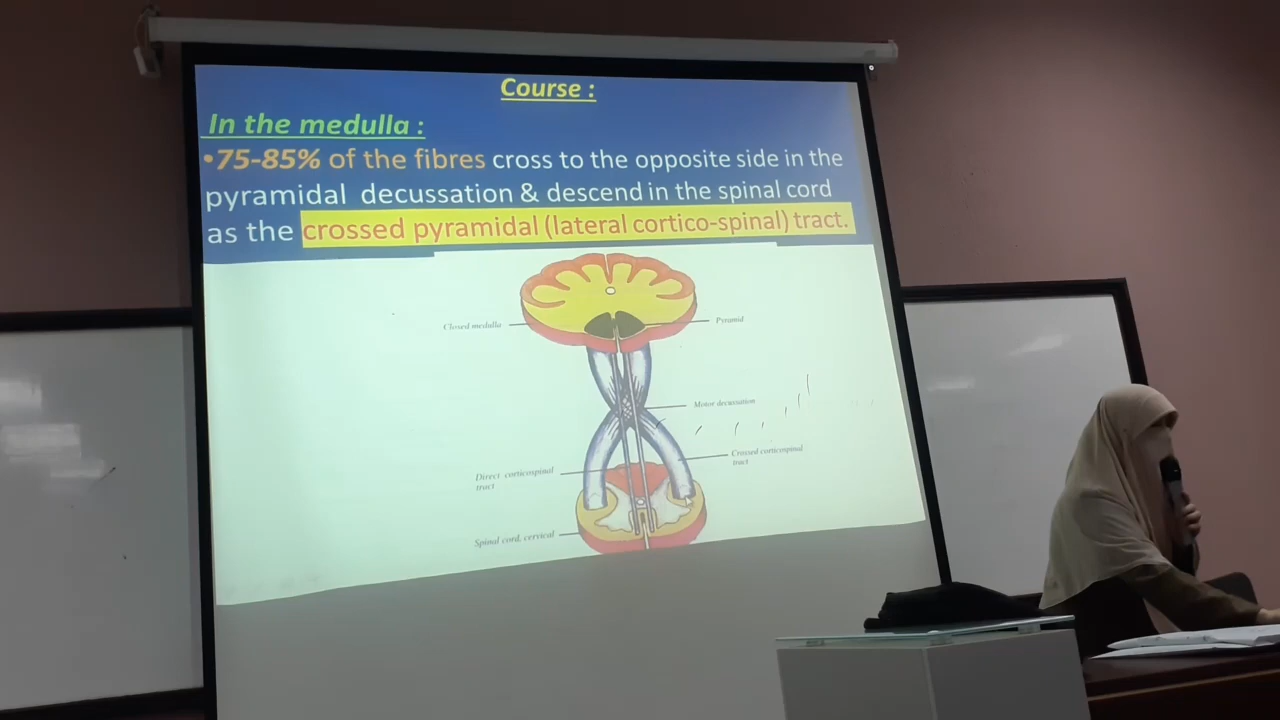 Course :
In the medulla :
•75-85% of the fibres cross to the opposite side in the
pyramidal decussation & descend in the spinal cord
as the crossed pyramidal (lateral cortico-spinal) tract.
Closed medulla
Pyramid
Motor decussation
Crossed corticospinal
tract
Direct corticospinal
tract
Spinal cord, cervical